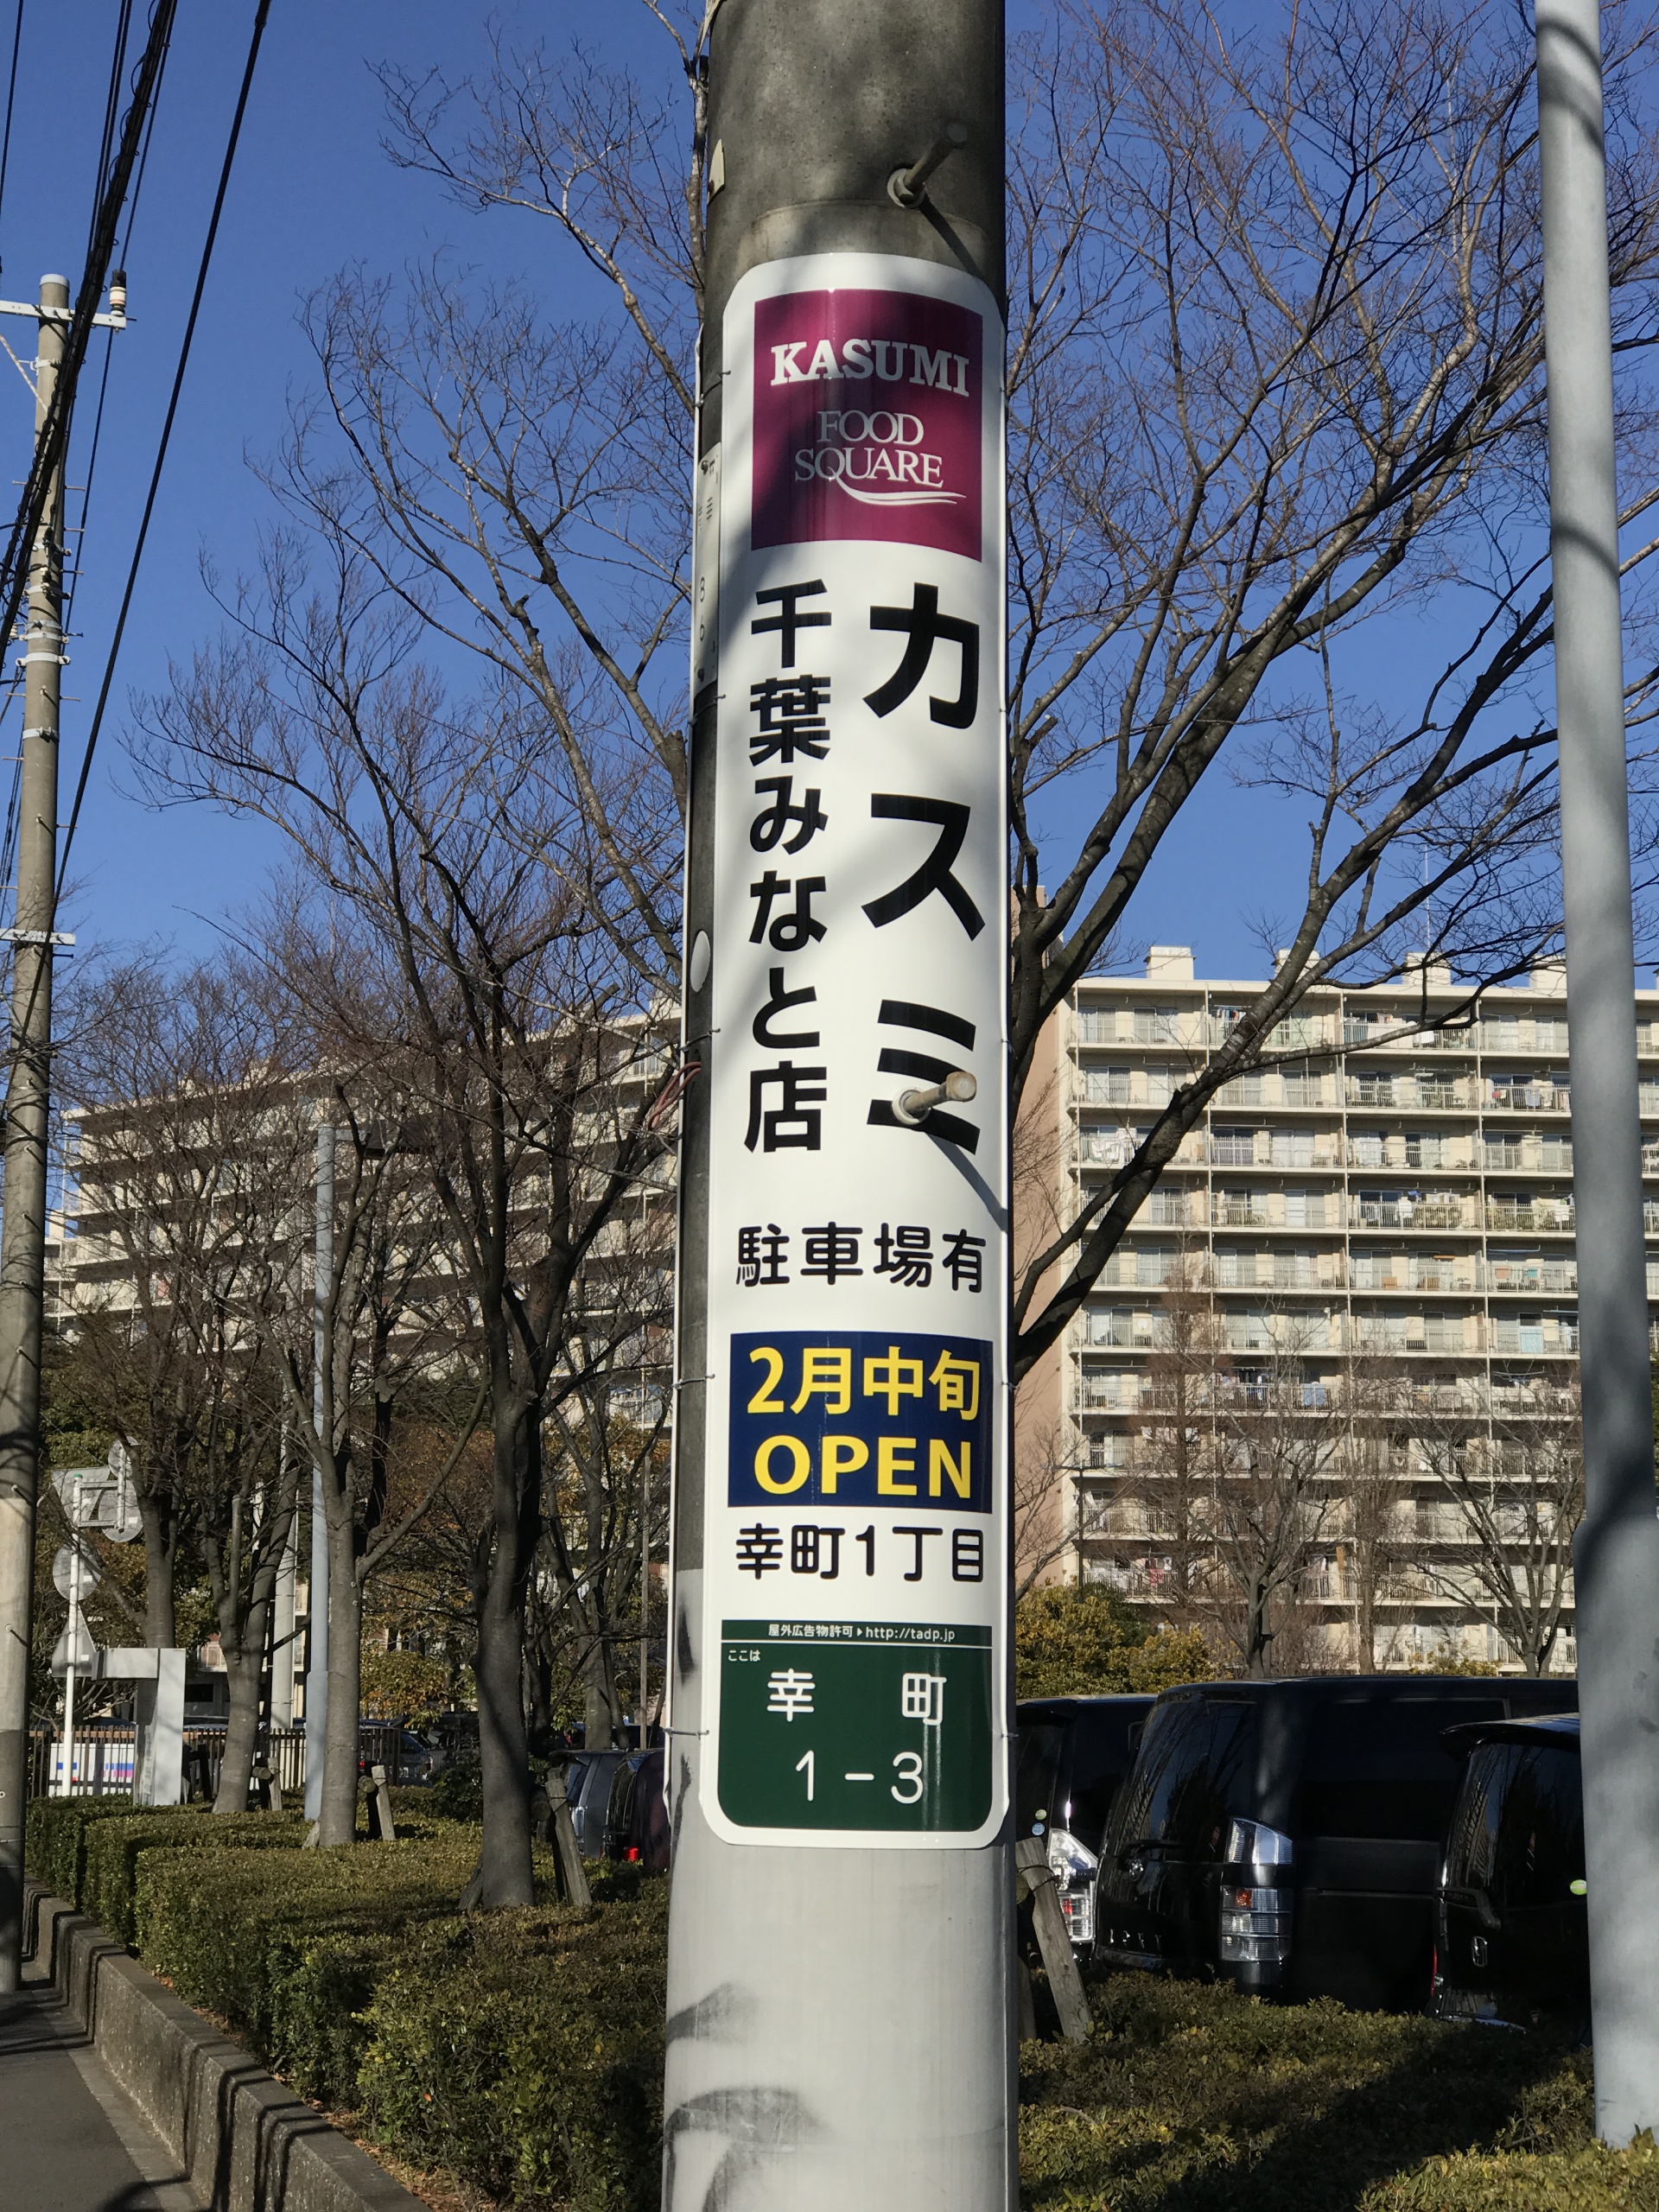 KASUMI
FOOD
SQUARE
カスミ
千葉みなと店
駐車場有
2月中旬
OPEN
幸町1丁目
屋外広告物許可▶http://tadp.jp
ここは
幸町
1-3